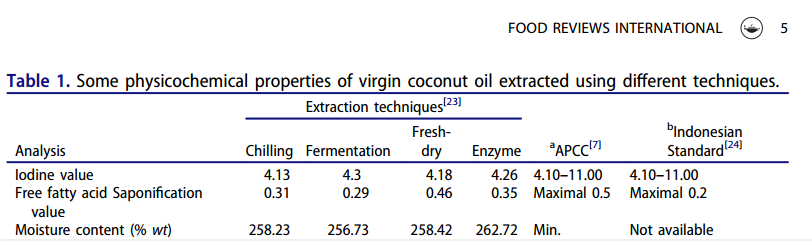 FOOD REVIEWS INTERNATIONAL 5
Table 1. Some physicochemical properties of virgin coconut oil extracted using different techniques.
Extraction techniques[23]
Analysis Chilling Fermentation Fresh-dry Enzyme aAPCC[7] bIndonesian Standard[24]
Iodine value 4.13 4.3 4.18 4.26 4.10–11.00 4.10–11.00
Free fatty acid Saponification 0.31 0.29 0.46 0.35 Maximal 0.5 Maximal 0.2
value
Moisture content (% wt) 258.23 256.73 258.42 262.72 Min. Not available